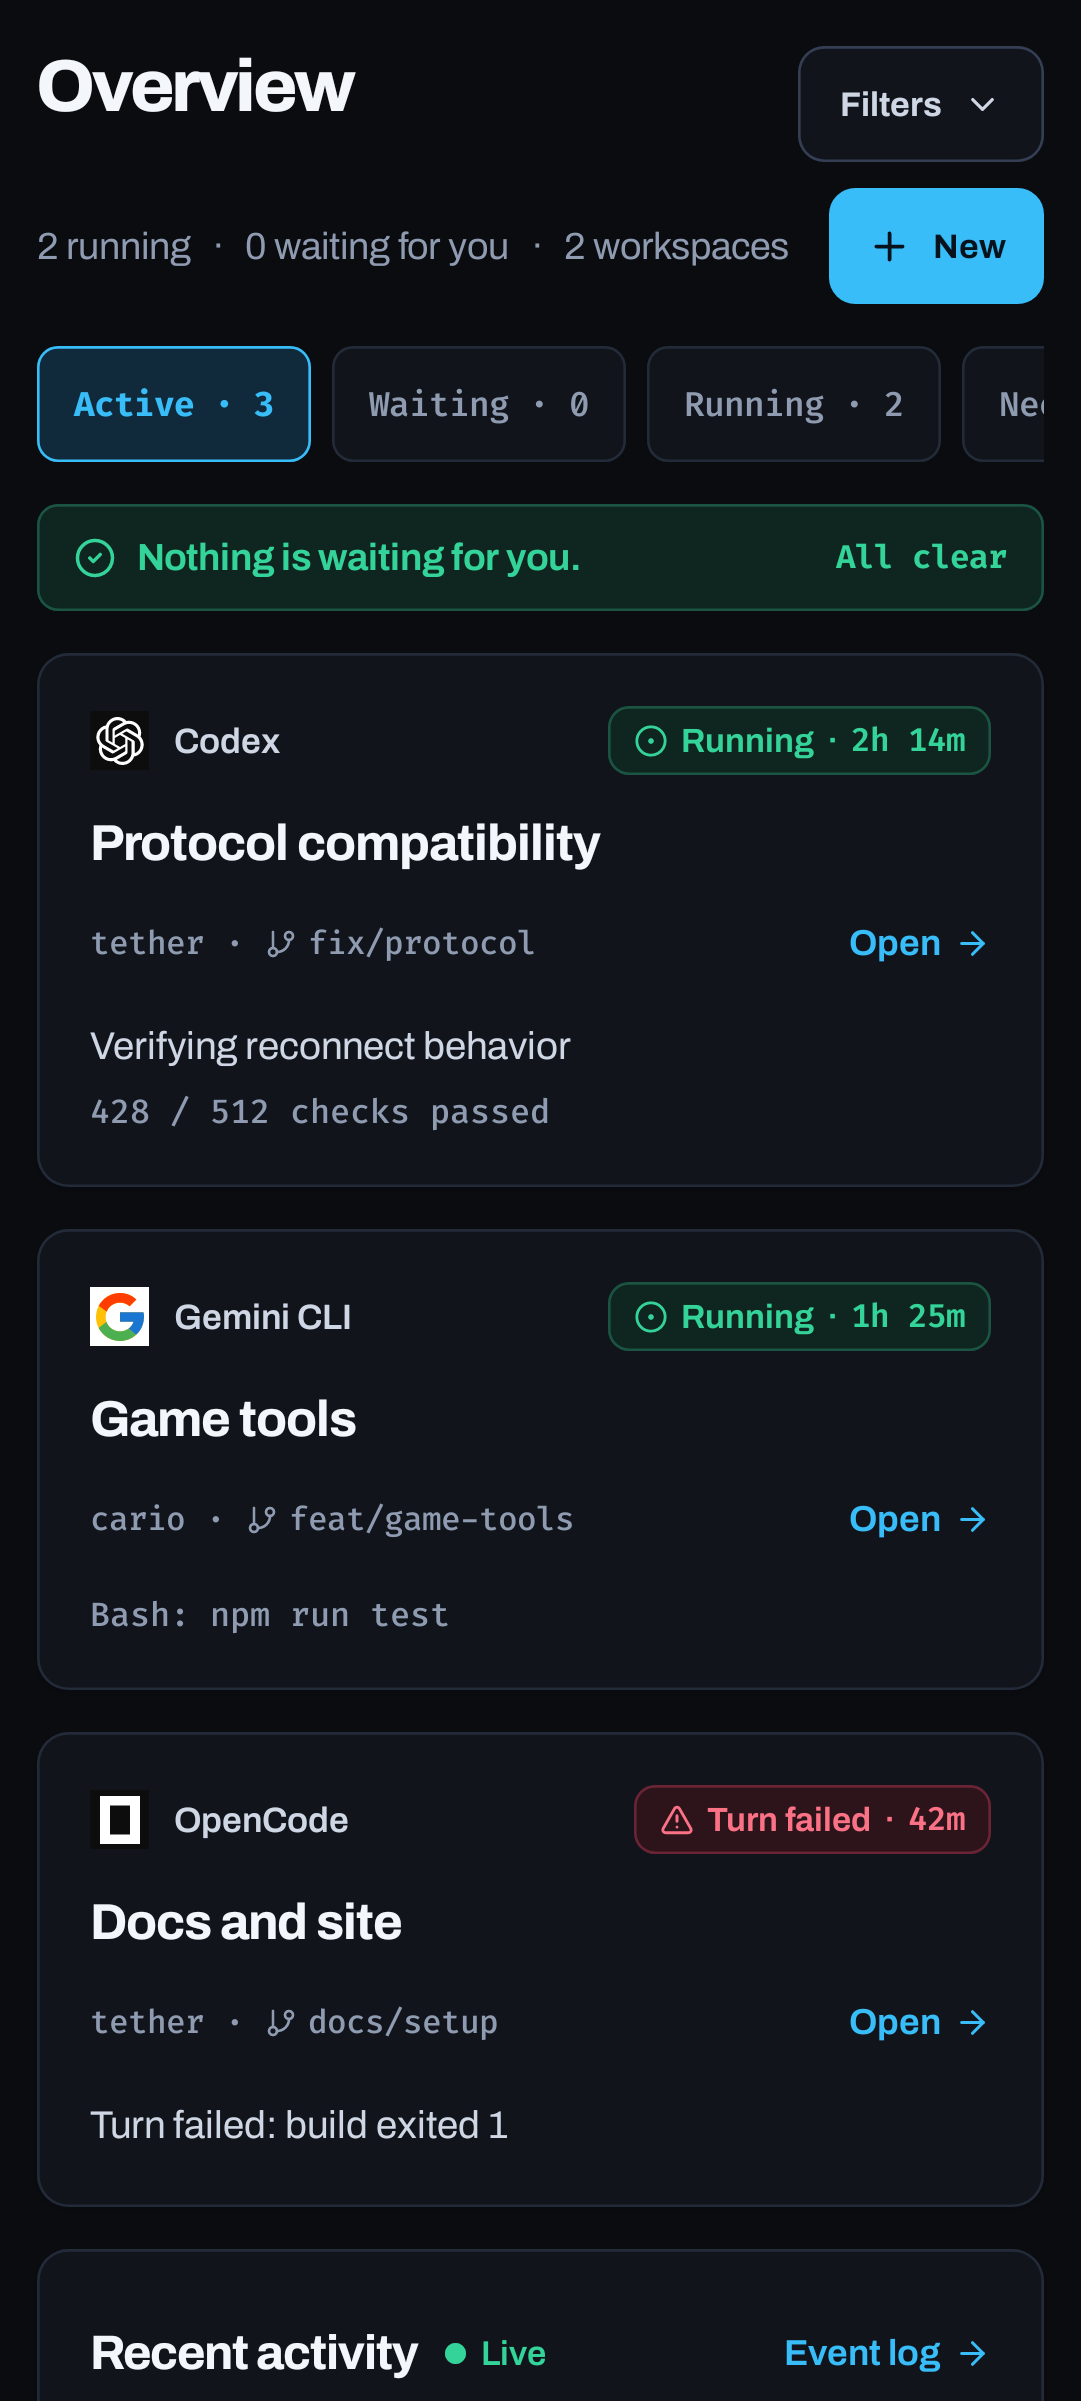 Overview
Filters
2 running · 0 waiting for you · 2 workspaces
New
Active · 3
Waiting · 0
Running · 2
Nothing is waiting for you.
All clear
Codex
Running · 2h 14m
Protocol compatibility
tether · fix/protocol
Open
Verifying reconnect behavior
428 / 512 checks passed
Gemini CLI
Running · 1h 25m
Game tools
cario · feat/game-tools
Open
Bash: npm run test
OpenCode
Turn failed · 42m
Docs and site
tether · docs/setup
Open
Turn failed: build exited 1
Recent activity
Live
Event log